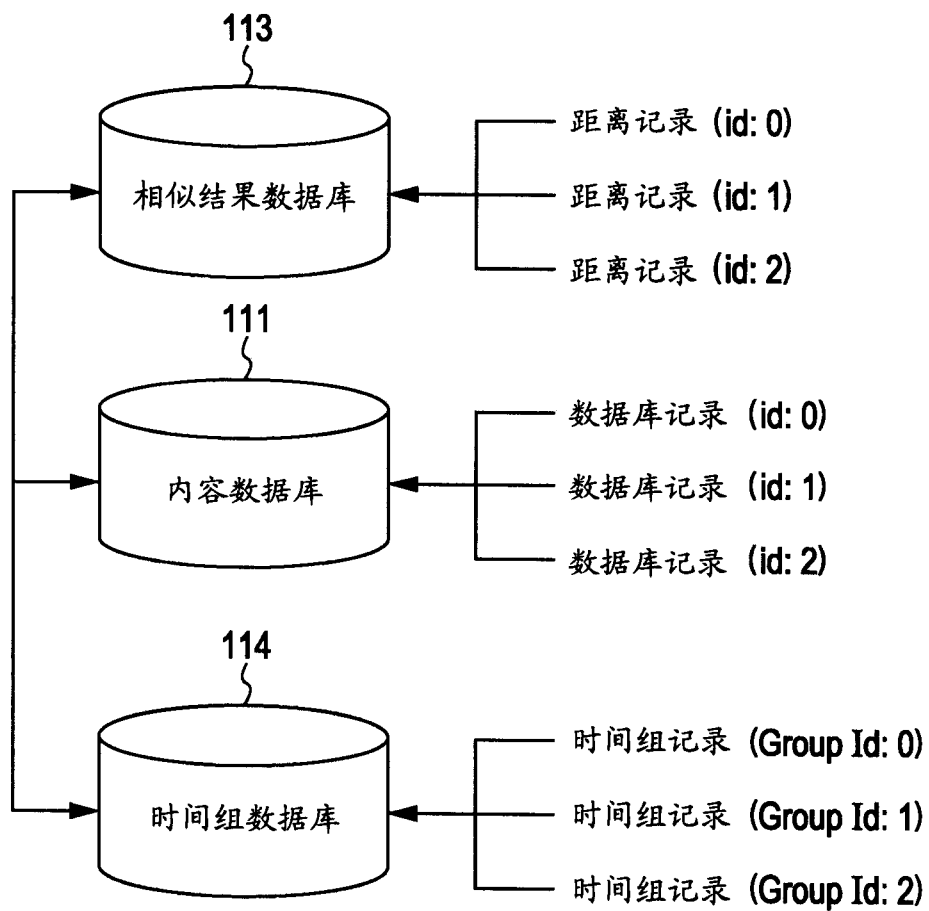 113
相似结果数据库
距离记录 (id: 0)
距离记录 (id: 1)
距离记录 (id: 2)
111
内容数据库
数据库记录 (id: 0)
数据库记录 (id: 1)
数据库记录 (id: 2)
114
时间组数据库
时间组记录 (Group Id: 0)
时间组记录 (Group Id: 1)
时间组记录 (Group Id: 2)